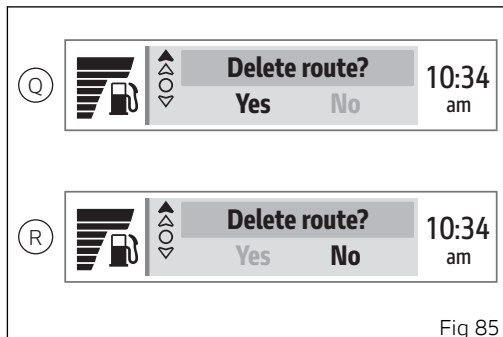 Q
Delete route?
10:34
Yes No
am
R
Delete route?
10:34
Yes No
am
Fig 85